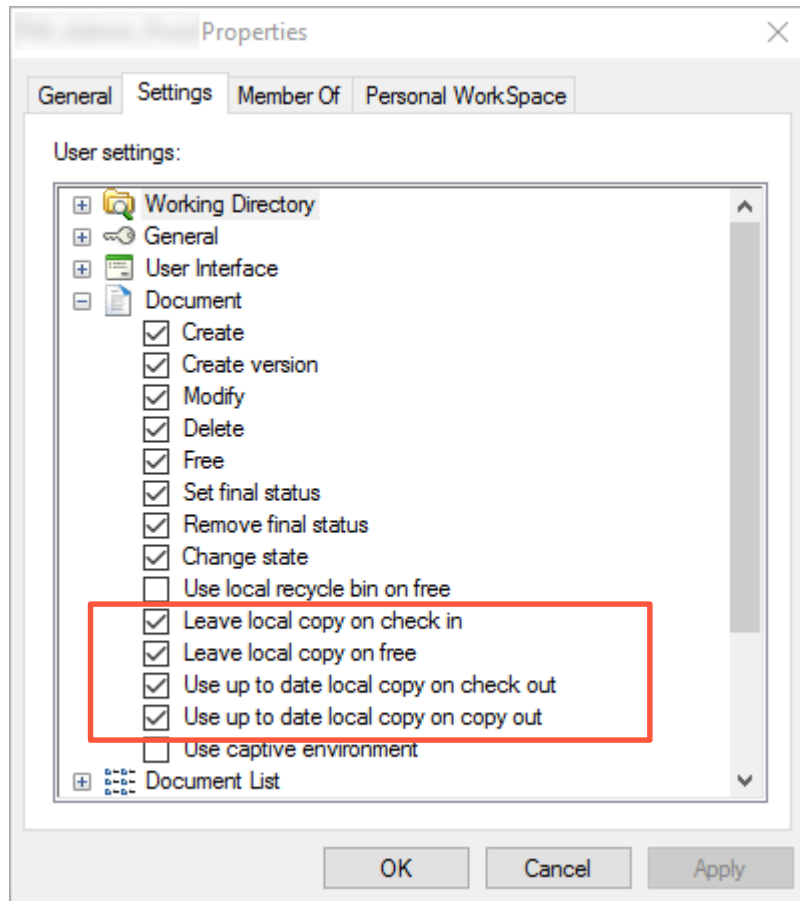 Properties
General Settings Member Of Personal WorkSpace
User settings:
Working Directory
General
User Interface
Document
Create
Create version
Modify
Delete
Free
Set final status
Remove final status
Change state
Use local recycle bin on free
Leave local copy on check in
Leave local copy on free
Use up to date local copy on check out
Use up to date local copy on copy out
Use captive environment
Document List
OK Cancel Apply